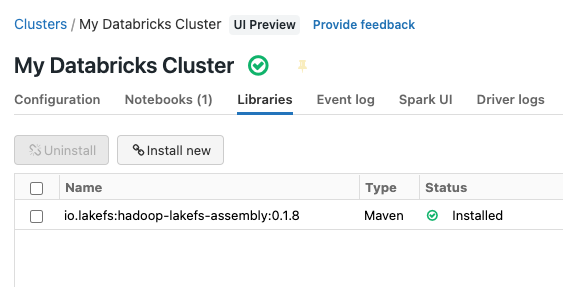 Clusters / My Databricks Cluster UI Preview Provide feedback
My Databricks Cluster
Configuration Notebooks (1) Libraries Event log Spark UI Driver logs
Uninstall Install new
Name Type Status
io.lakefs:hadoop-lakefs-assembly:0.1.8 Maven Installed